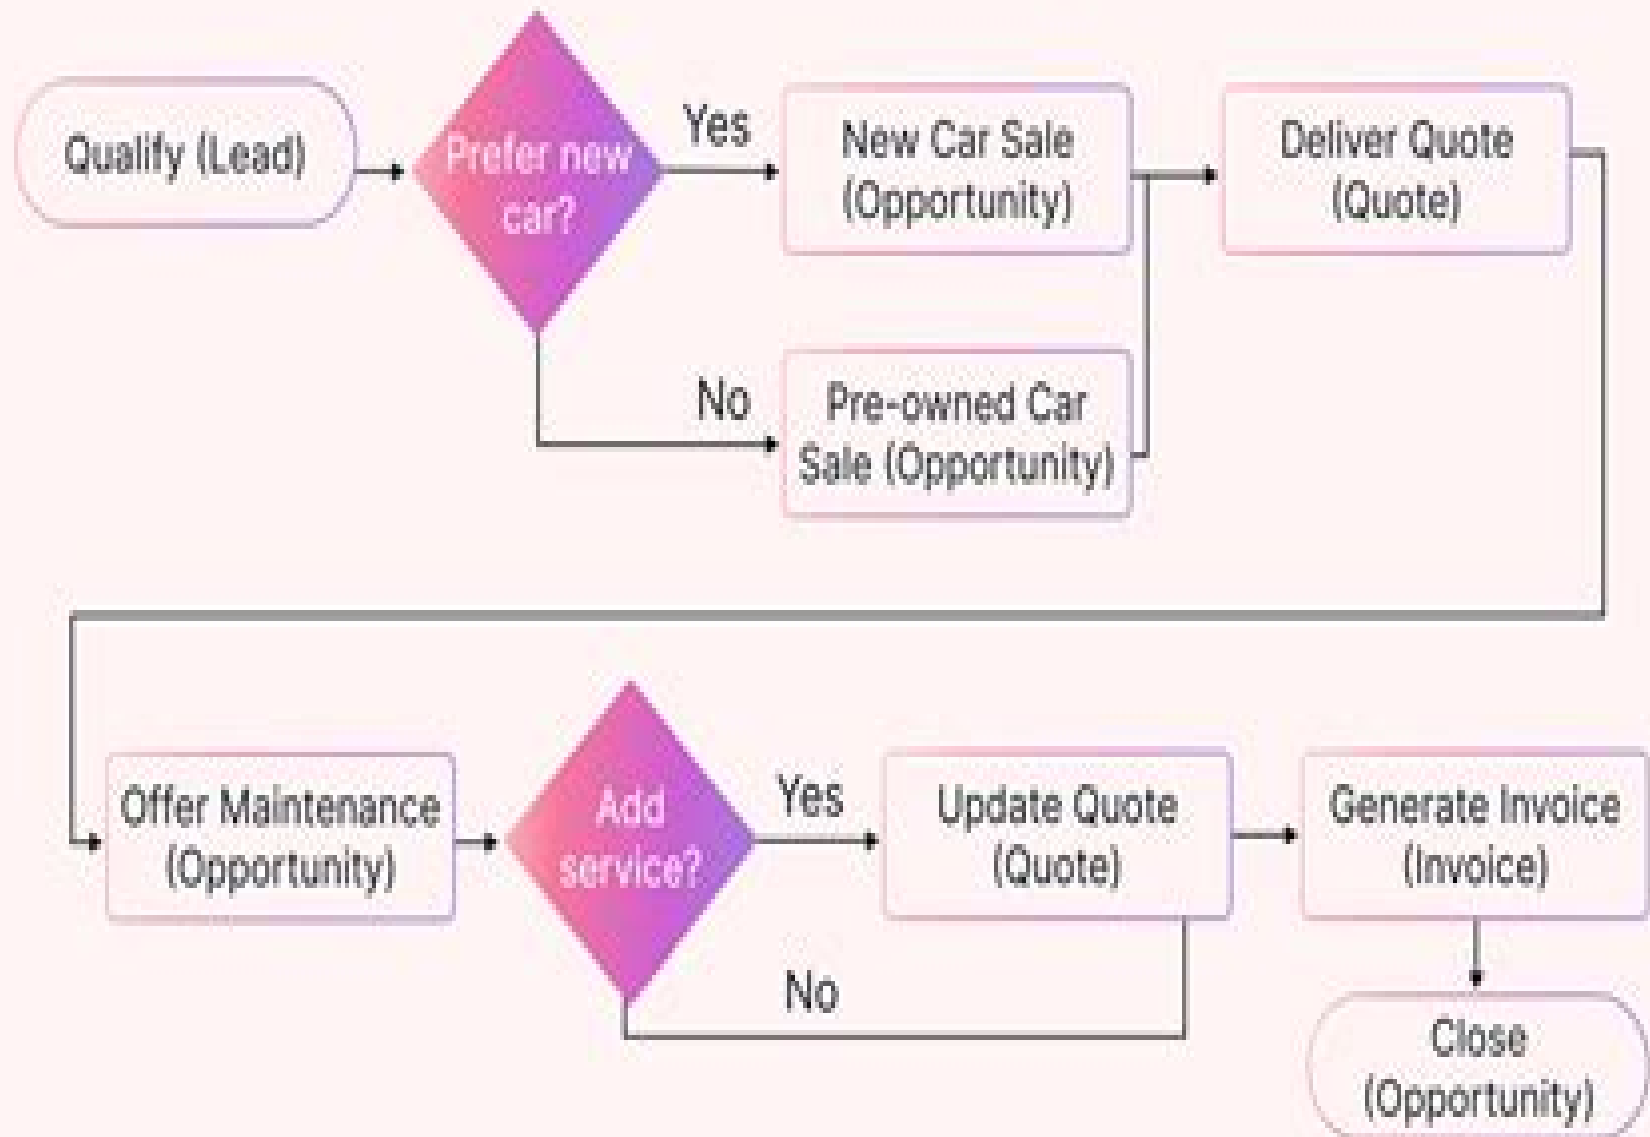 Qualify (Lead)
Prefer new
car?
Yes
New Car Sale
(Opportunity)
Deliver Quote
(Quote)
No
Pre-owned Car
Sale (Opportunity)
Offer Maintenance
(Opportunity)
Add
service?
Yes
Update Quote
(Quote)
Generate Invoice
(Invoice)
No
Close
(Opportunity)